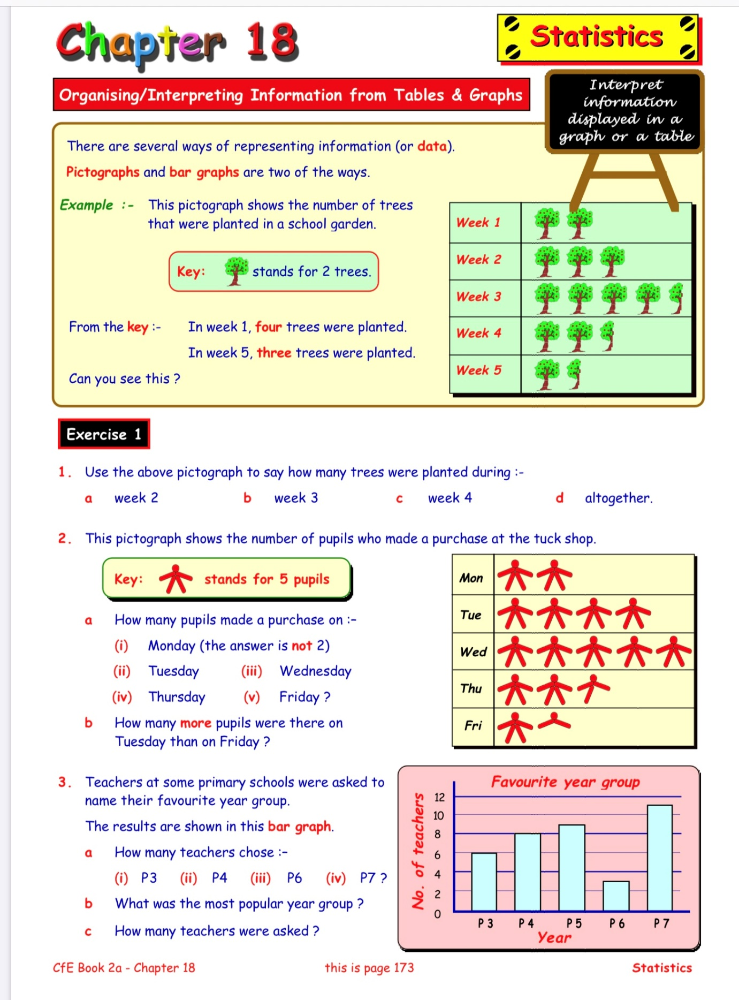 Chapter 18
Statistics
Organising/Interpreting Information from Tables & Graphs
Interpret
information
displayed in a
graph or a table
There are several ways of representing information (or data).
Pictographs and bar graphs are two of the ways.
Example :- This pictograph shows the number of trees
that were planted in a school garden.
Key: stands for 2 trees.
From the key :- In week 1, four trees were planted.
In week 5, three trees were planted.
Can you see this ?
Week 1
Week 2
Week 3
Week 4
Week 5
Exercise 1
1. Use the above pictograph to say how many trees were planted during :-
a week 2 b week 3 c week 4 d altogether.
2. This pictograph shows the number of pupils who made a purchase at the tuck shop.
Key: stands for 5 pupils
a How many pupils made a purchase on :-
(i) Monday (the answer is not 2)
(ii) Tuesday (iii) Wednesday
(iv) Thursday (v) Friday ?
b How many more pupils were there on
Tuesday than on Friday ?
Mon
Tue
Wed
Thu
Fri
3. Teachers at some primary schools were asked to
name their favourite year group.
The results are shown in this bar graph.
a How many teachers chose :-
(i) P3 (ii) P4 (iii) P6 (iv) P7 ?
b What was the most popular year group ?
c How many teachers were asked ?
Favourite year group
No. of teachers
12
10
8
6
4
2
0
P 3 P 4 P 5 P 6 P 7
Year
CfE Book 2a - Chapter 18 this is page 173 Statistics